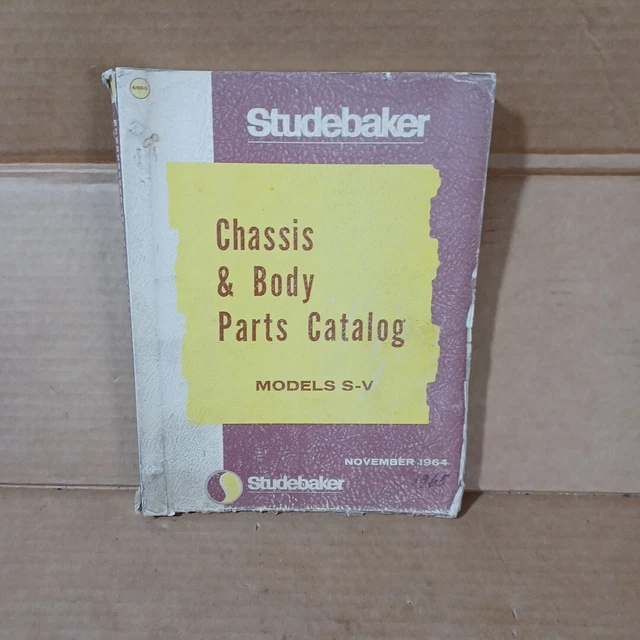 Studebaker
Chassis
& Body
Parts Catalog
MODELS S-V
NOVEMBER 1964
1965
Studebaker